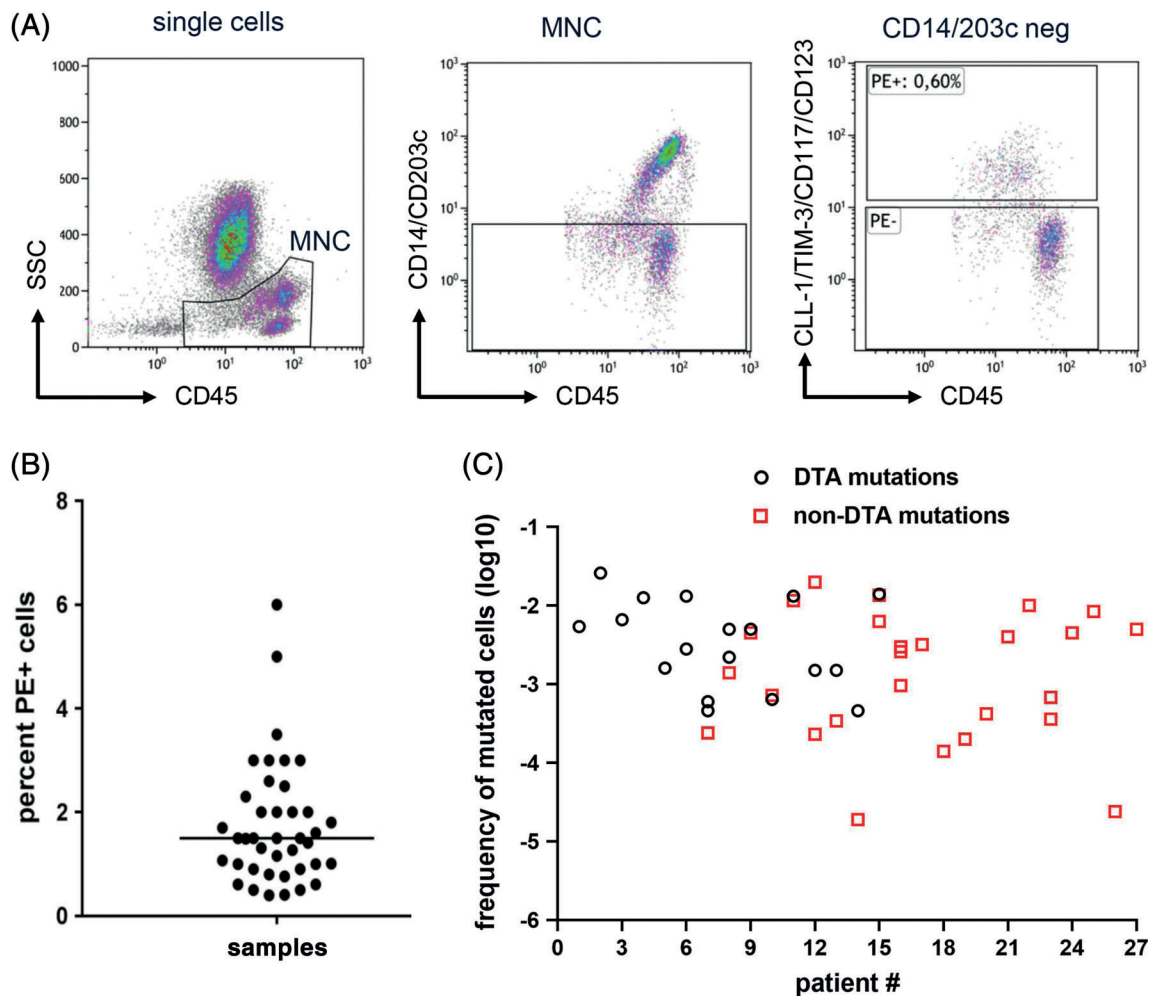 (A)
single cells
MNC
CD14/203c neg
1000
800
600
400
200
0
SSC
MNC
10⁰
10¹
10²
10³
CD45
10³
10²
10¹
10⁰
CD14/CD203c
10⁰
10¹
10²
10³
CD45
10³
10²
10¹
10⁰
CLL-1/TIM-3/CD117/CD123
PE+: 0,60%
PE-
10⁰
10¹
10²
10³
CD45
(B)
8
6
4
2
0
percent PE+ cells
samples
(C)
DTA mutations
non-DTA mutations
-1
-2
-3
-4
-5
-6
frequency of mutated cells (log10)
0 3 6 9 12 15 18 21 24 27
patient #